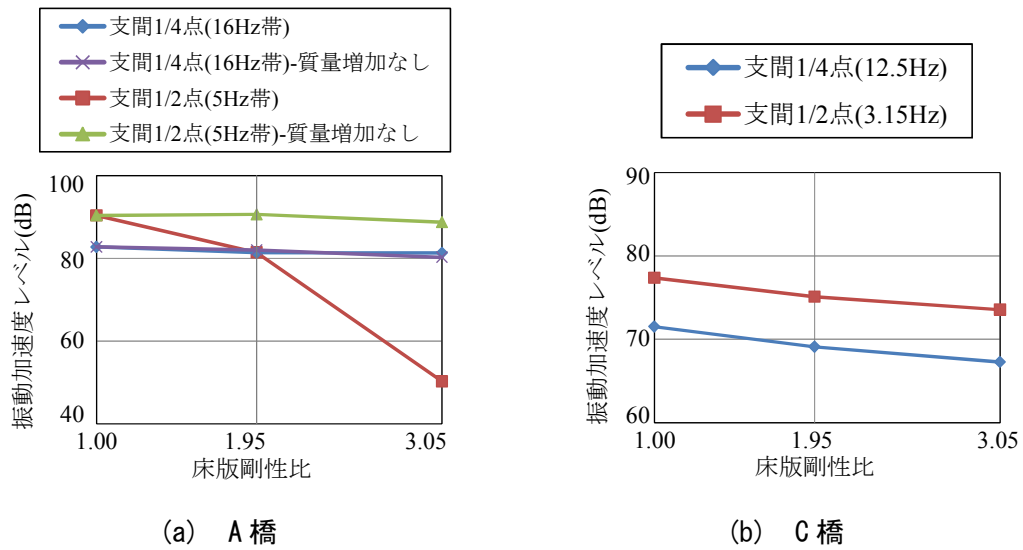 支間1/4点(16Hz帯)
支間1/4点(16Hz帯)-質量増加なし
支間1/2点(5Hz帯)
支間1/2点(5Hz帯)-質量増加なし
振動加速度レベル(dB)
100
80
60
40
1.00 1.95 3.05
床版剛性比
(a) A橋
支間1/4点(12.5Hz)
支間1/2点(3.15Hz)
振動加速度レベル(dB)
90
80
70
60
1.00 1.95 3.05
床版剛性比
(b) C橋